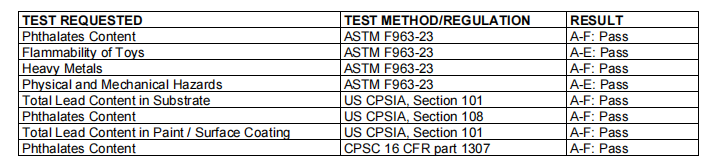 TEST REQUESTED TEST METHOD/REGULATION RESULT
Phthalates Content ASTM F963-23 A-F: Pass
Flammability of Toys ASTM F963-23 A-E: Pass
Heavy Metals ASTM F963-23 A-F: Pass
Physical and Mechanical Hazards ASTM F963-23 A-E: Pass
Total Lead Content in Substrate US CPSIA, Section 101 A-F: Pass
Phthalates Content US CPSIA, Section 108 A-F: Pass
Total Lead Content in Paint / Surface Coating US CPSIA, Section 101 A-F: Pass
Phthalates Content CPSC 16 CFR part 1307 A-F: Pass